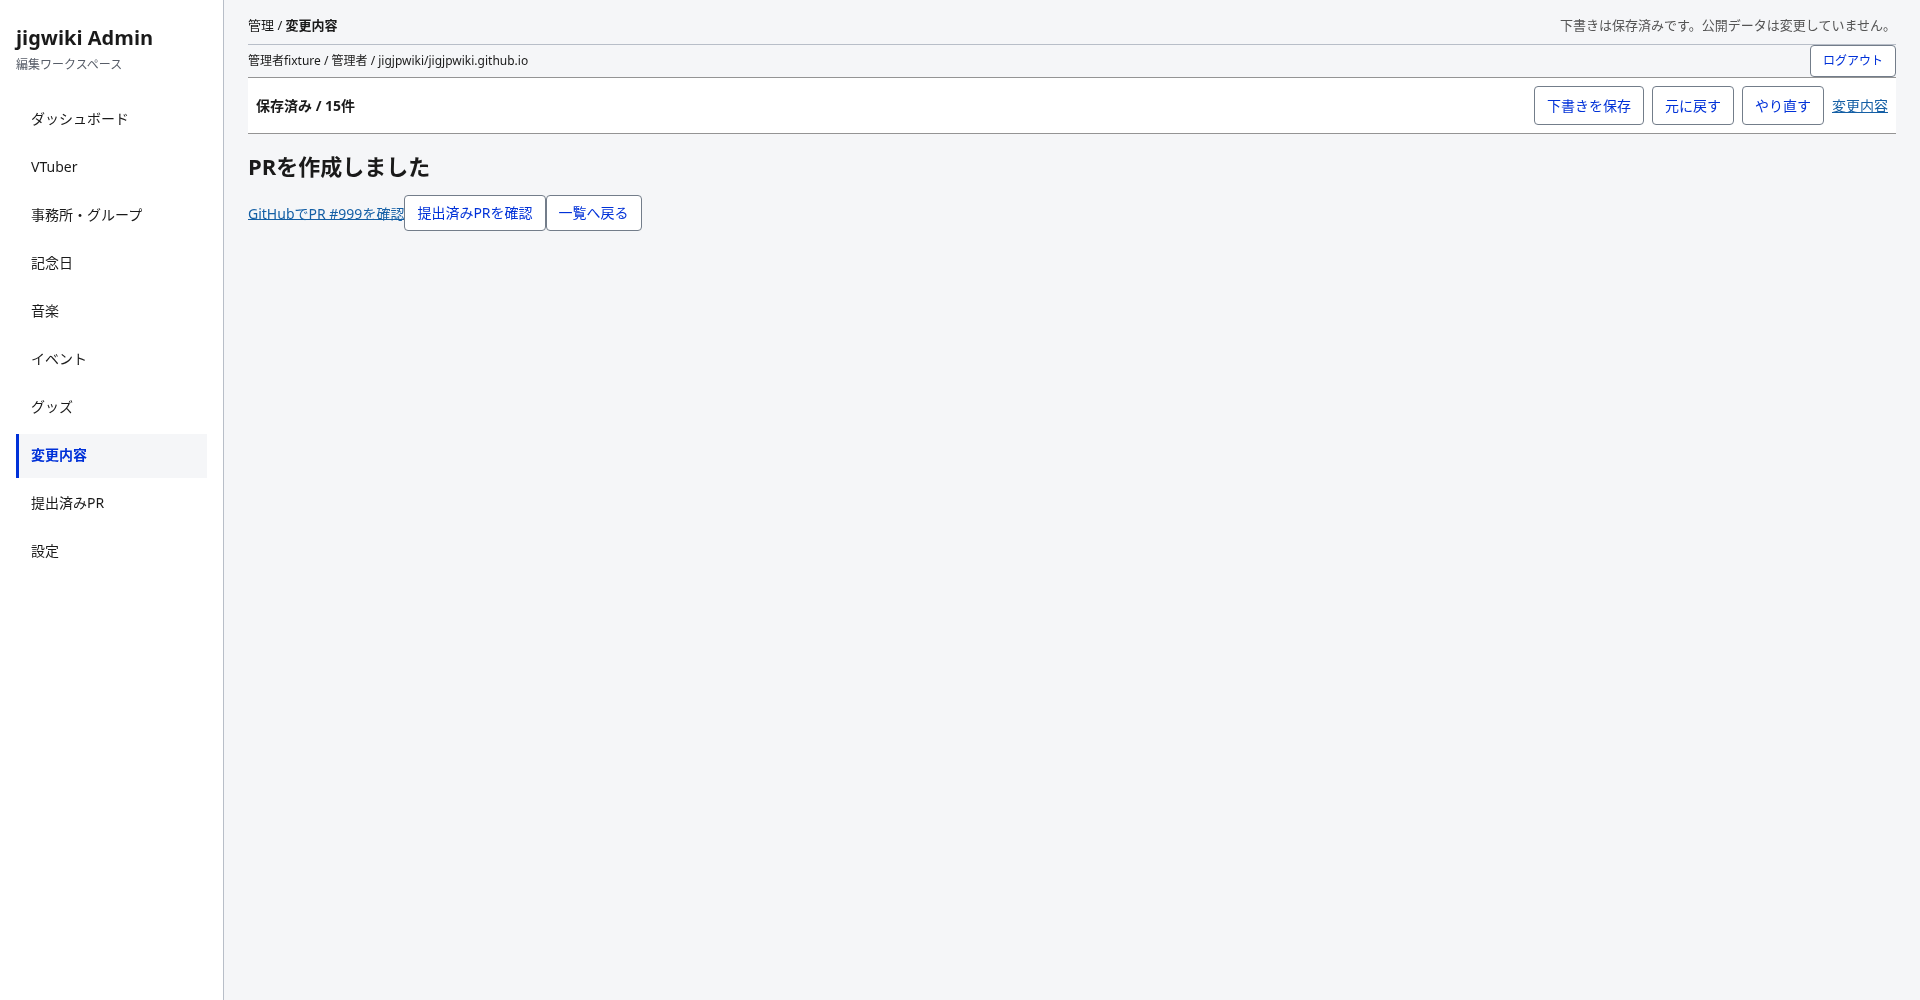 jigwiki Admin
編集ワークスペース
ダッシュボード
VTuber
事務所・グループ
記念日
音楽
イベント
グッズ
変更内容
提出済みPR
設定
管理 / 変更内容
下書きは保存済みです。公開データは変更していません。
管理者fixture / 管理者 / jigjpwiki/jigjpwiki.github.io
ログアウト
保存済み / 15件
下書きを保存
元に戻す
やり直す
変更内容
PRを作成しました
GitHubでPR #999を確認
提出済みPRを確認
一覧へ戻る